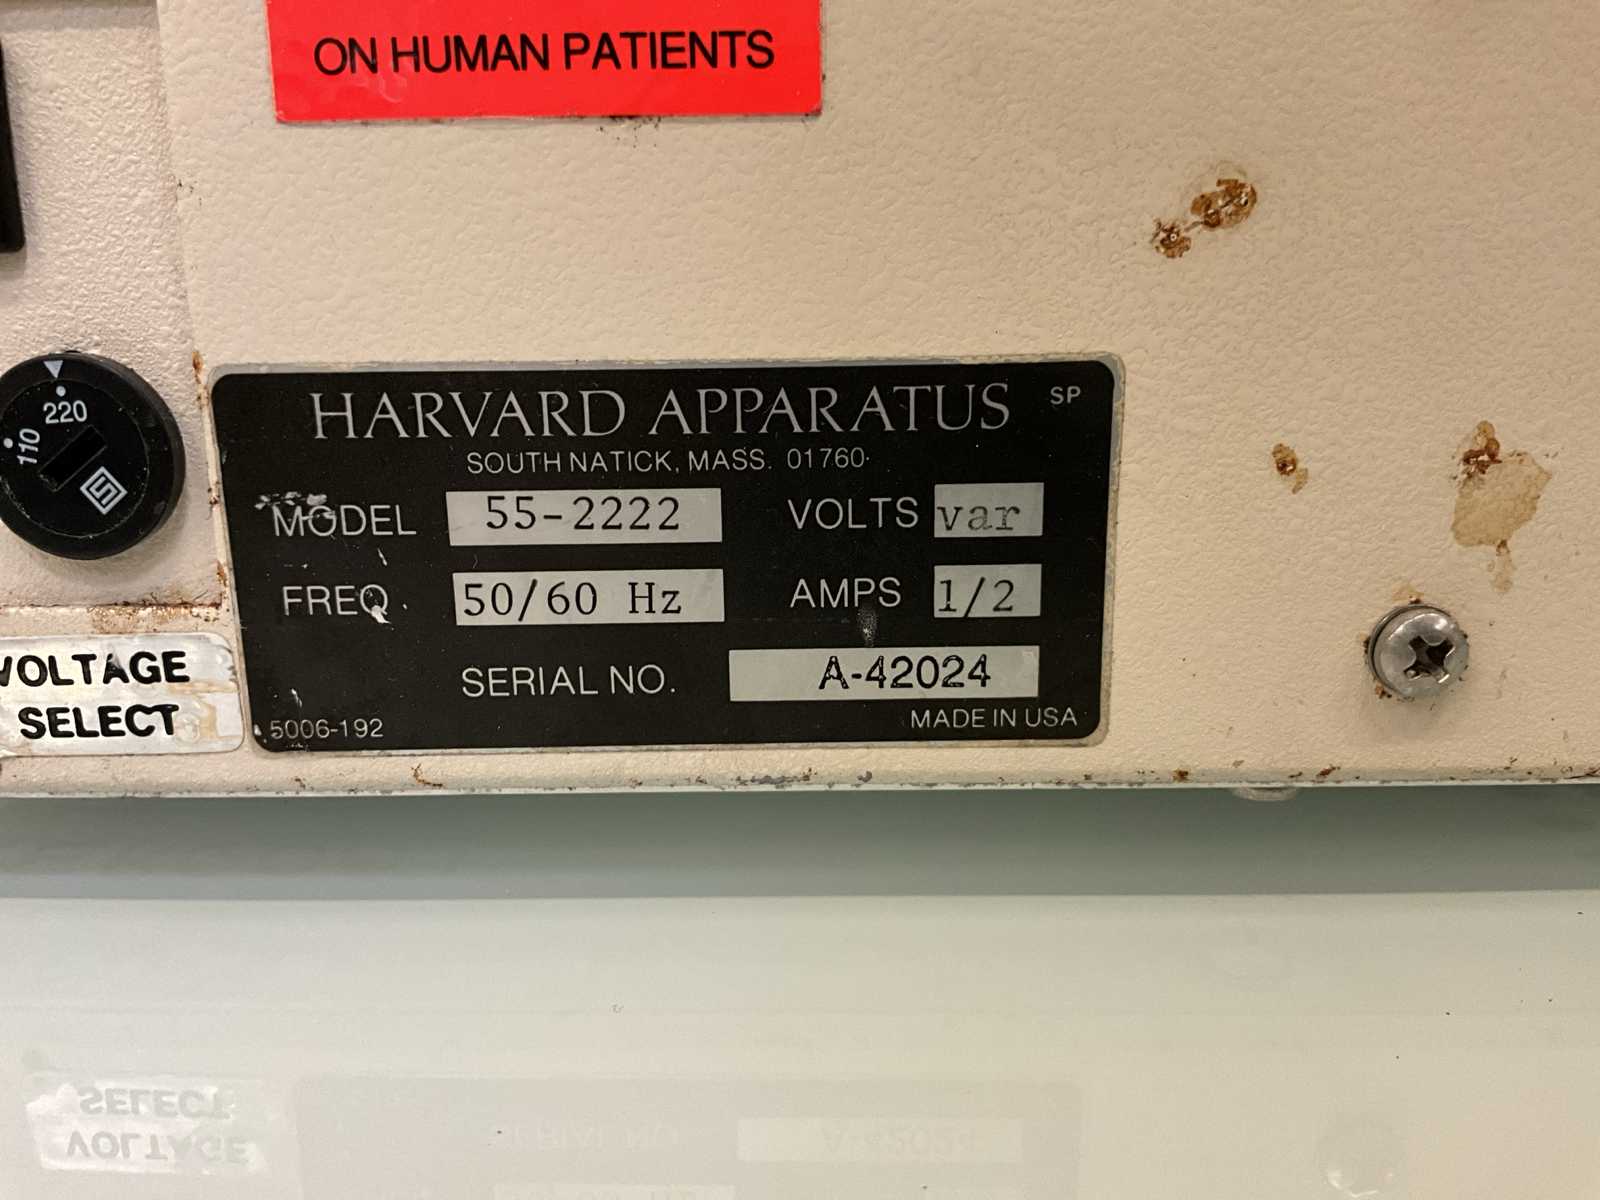 ON HUMAN PATIENTS
220
110
HARVARD APPARATUS SP
SOUTH NATICK, MASS. 01760
MODEL 55-2222 VOLTS var
FREQ. 50/60 Hz AMPS 1/2
SERIAL NO. A-42024
5006-192 MADE IN USA
VOLTAGE
SELECT